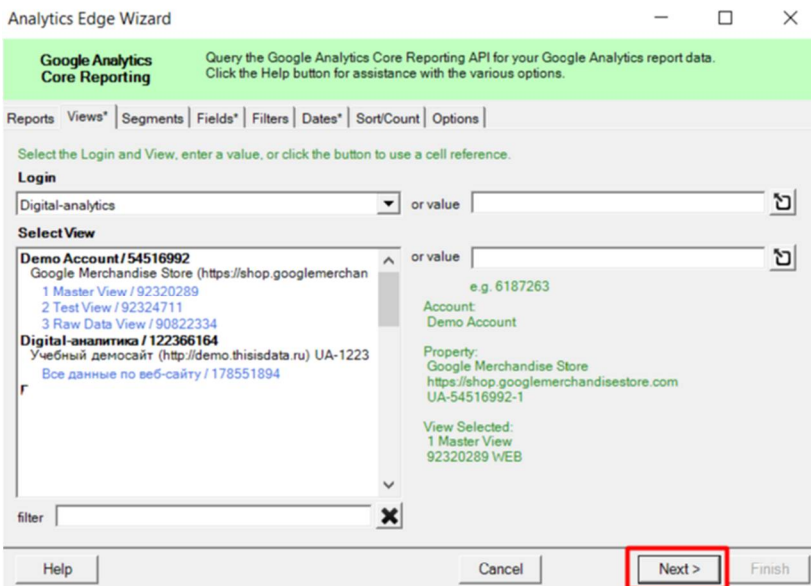 Analytics Edge Wizard
Google Analytics
Core Reporting
Query the Google Analytics Core Reporting API for your Google Analytics report data.
Click the Help button for assistance with the various options.
Reports Views* Segments Fields* Filters Dates* Sort/Count Options
Select the Login and View, enter a value, or click the button to use a cell reference.
Login
Digital-analytics or value
Select View
or value
Demo Account / 54516992
Google Merchandise Store (https://shop.googlemerchan
1 Master View / 92320289
2 Test View / 92324711
3 Raw Data View / 90822334
Digital-аналитика / 122366164
Учебный демосайт (http://demo.thisisdata.ru) UA-1223
Все данные по веб-сайту / 178551894
e.g. 6187263
Account:
Demo Account
Property:
Google Merchandise Store
https://shop.googlemerchandisestore.com
UA-54516992-1
View Selected:
1 Master View
92320289 WEB
filter
Help Cancel Next > Finish